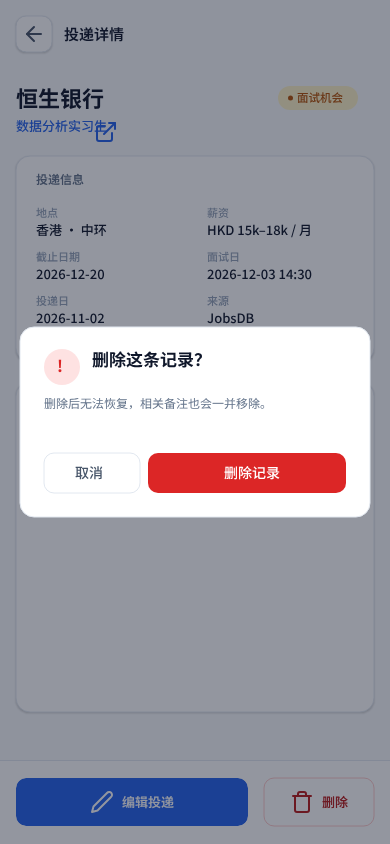 投递详情
恒生银行
面试机会
数据分析实习生
投递信息
地点
薪资
香港 · 中环
HKD 15k–18k / 月
截止日期
面试日
2026-12-20
2026-12-03 14:30
投递日
来源
2026-11-02
JobsDB
!
删除这条记录？
删除后无法恢复，相关备注也会一并移除。
取消
删除记录
编辑投递
删除